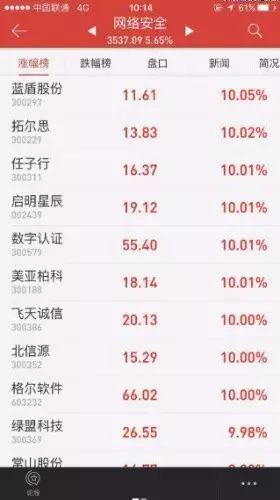 中国联通 4G 10:14 61%
网络安全
3537.09 5.65%
涨幅榜 跌幅榜 盘口 新闻 简况
蓝盾股份 11.61 10.05%
300297
拓尔思 13.83 10.02%
300229
任子行 16.37 10.01%
300311
启明星辰 19.12 10.01%
002439
数字认证 55.40 10.01%
300579
美亚柏科 18.14 10.01%
300188
飞天诚信 20.13 10.00%
300386
北信源 15.29 10.00%
300352
格尔软件 66.02 10.00%
603232
绿盟科技 26.55 9.98%
300369
常山股份